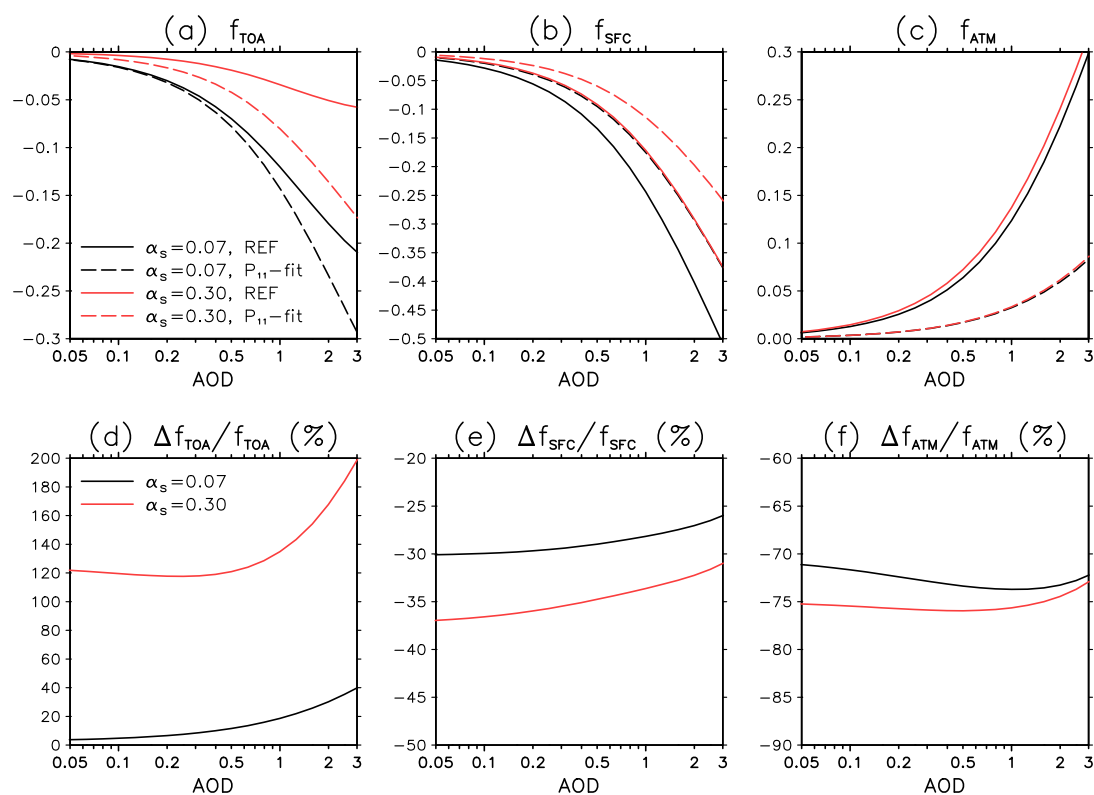 (a) f_TOA
(b) f_SFC
(c) f_ATM
0
−0.05
−0.1
−0.15
−0.2
−0.25
−0.3
α_s=0.07, REF
α_s=0.07, P_11−fit
α_s=0.30, REF
α_s=0.30, P_11−fit
0.05 0.1 0.2 0.5 1 2 3
AOD
0
−0.05
−0.1
−0.15
−0.2
−0.25
−0.3
−0.35
−0.4
−0.45
−0.5
0.05 0.1 0.2 0.5 1 2 3
AOD
0.3
0.25
0.2
0.15
0.1
0.05
0.00
0.05 0.1 0.2 0.5 1 2 3
AOD
(d) Δf_TOA/f_TOA (%)
(e) Δf_SFC/f_SFC (%)
(f) Δf_ATM/f_ATM (%)
200
180
160
140
120
100
80
60
40
20
0
α_s=0.07
α_s=0.30
0.05 0.1 0.2 0.5 1 2 3
AOD
−20
−25
−30
−35
−40
−45
−50
0.05 0.1 0.2 0.5 1 2 3
AOD
−60
−65
−70
−75
−80
−85
−90
0.05 0.1 0.2 0.5 1 2 3
AOD